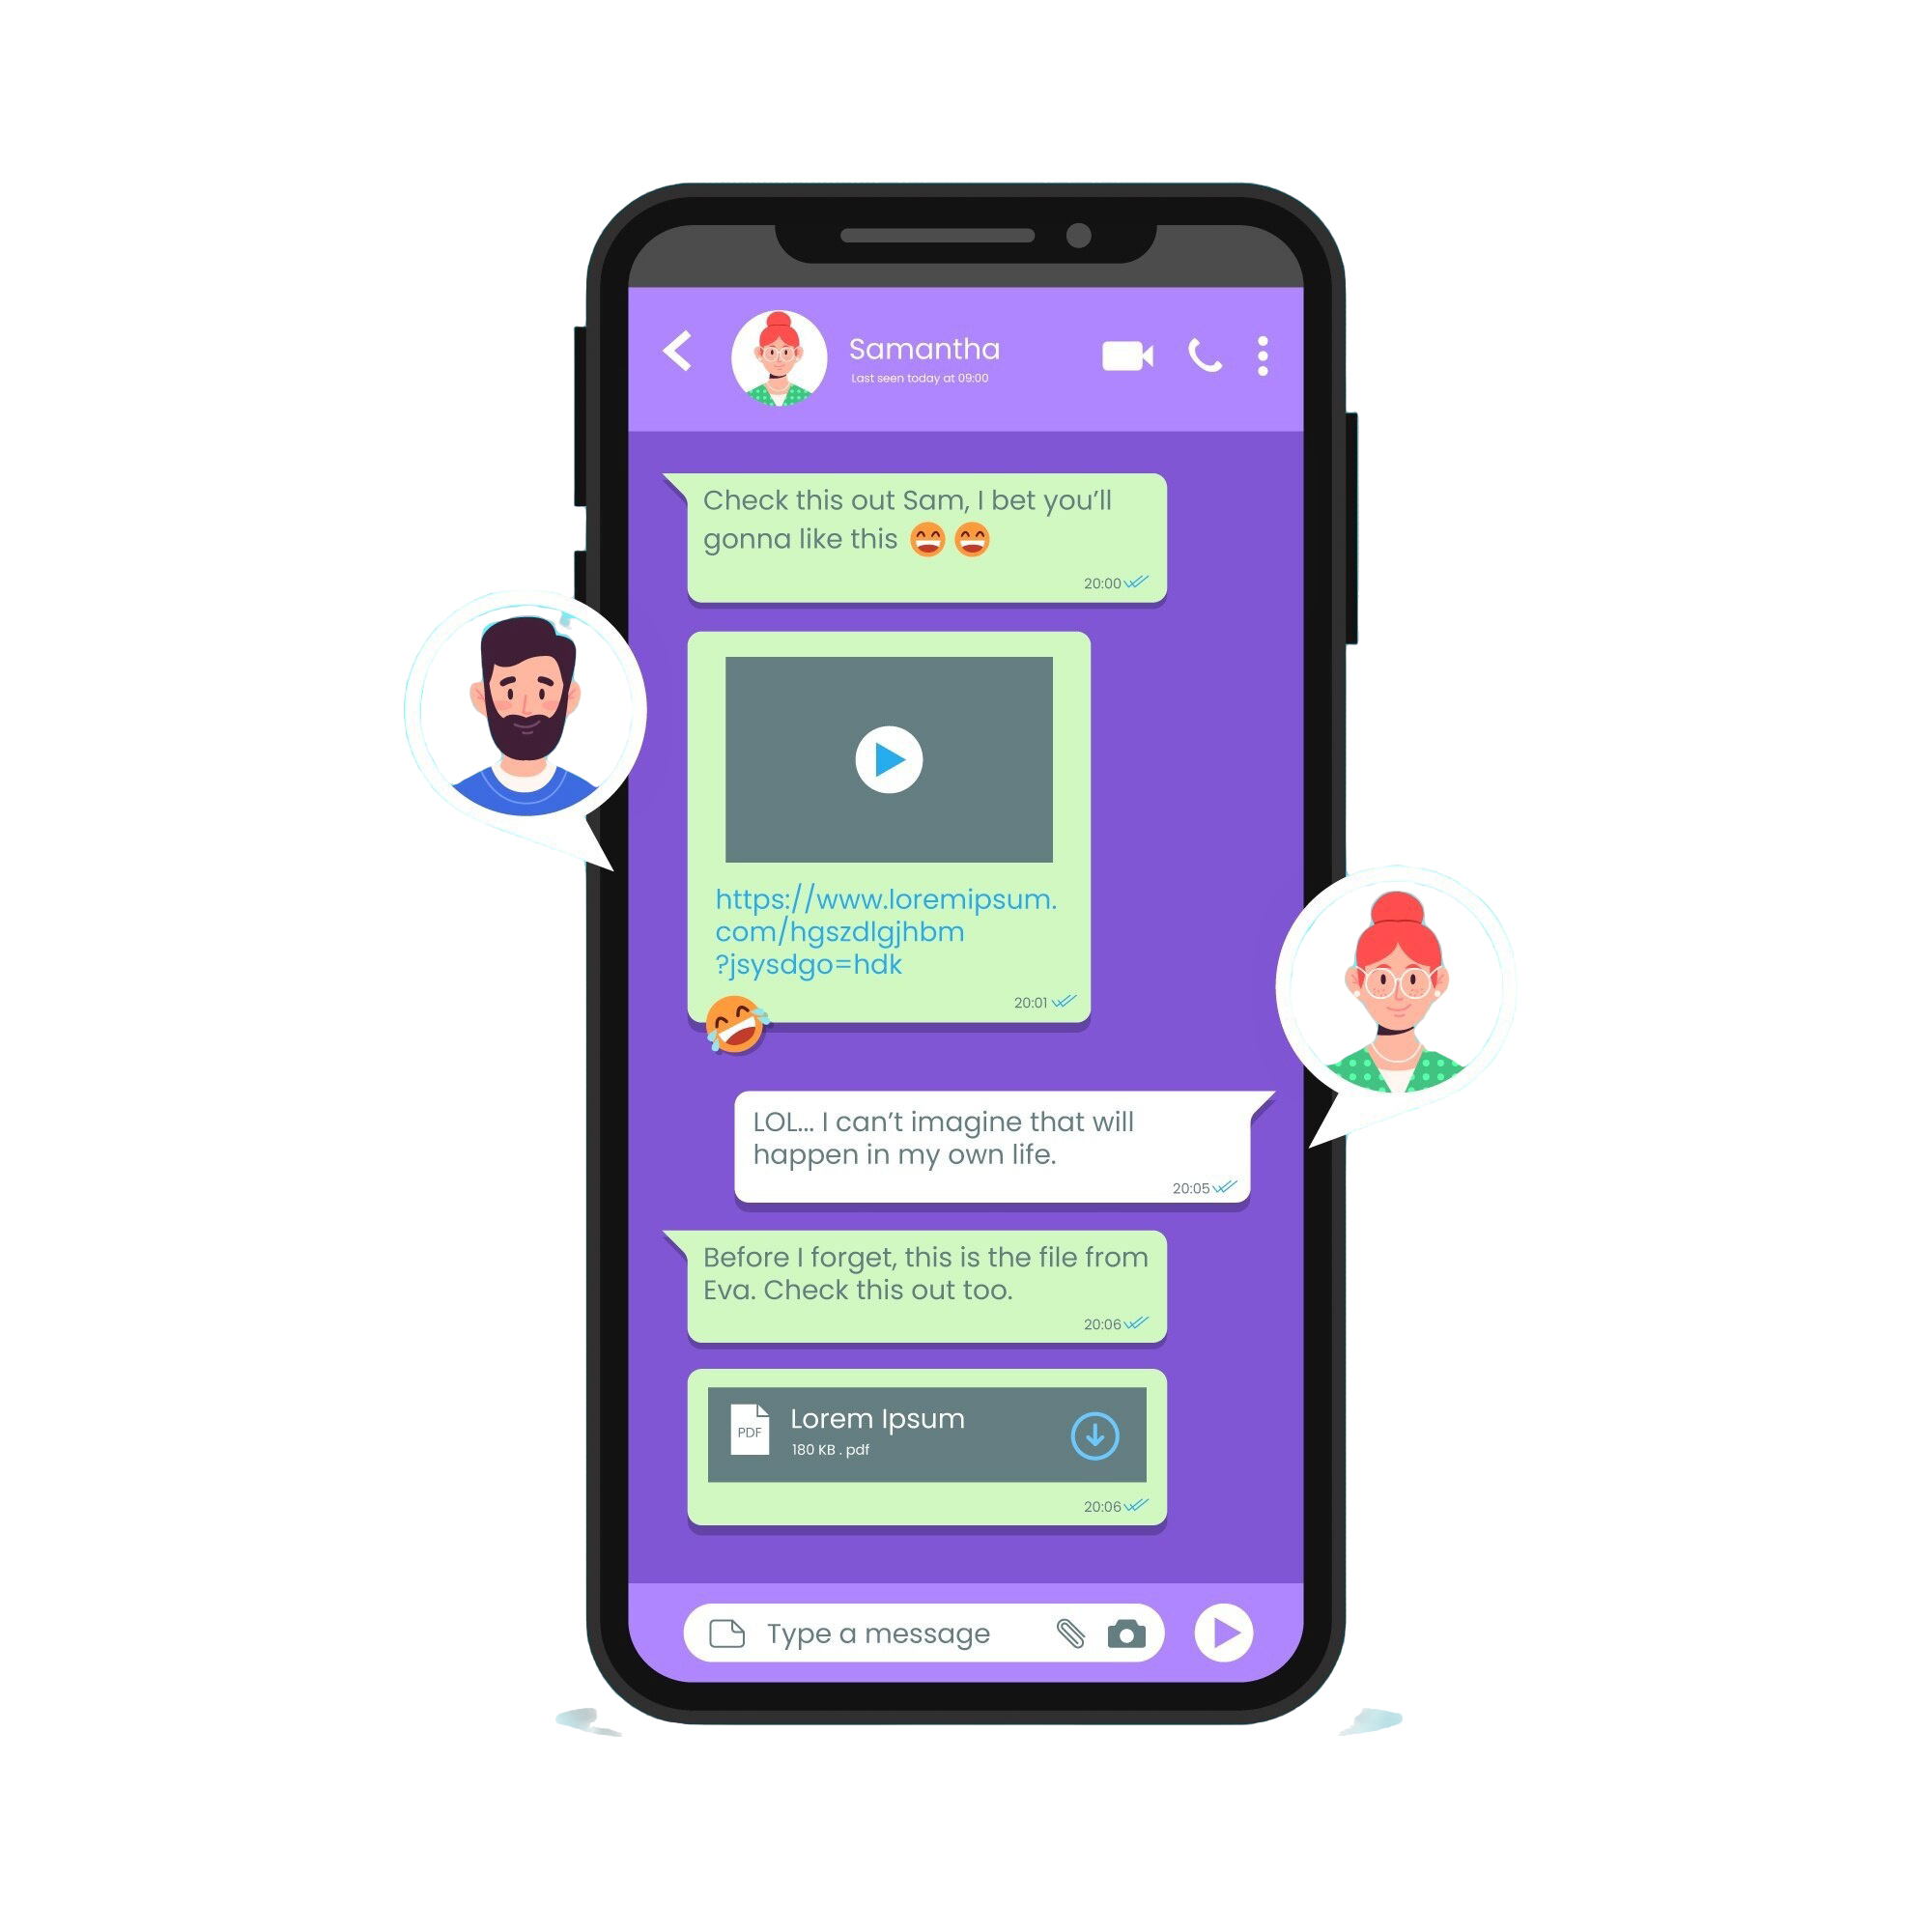 Samantha
Last seen today at 09:00
Check this out Sam, I bet you’ll
gonna like this 😄 😄
20:00
https://www.loremipsum.
com/hgszdlgjhbm
?jsysdgo=hdk
20:01
🤣
LOL... I can’t imagine that will
happen in my own life.
20:05
Before I forget, this is the file from
Eva. Check this out too.
20:06
PDF
Lorem Ipsum
180 KB . pdf
20:06
Type a message